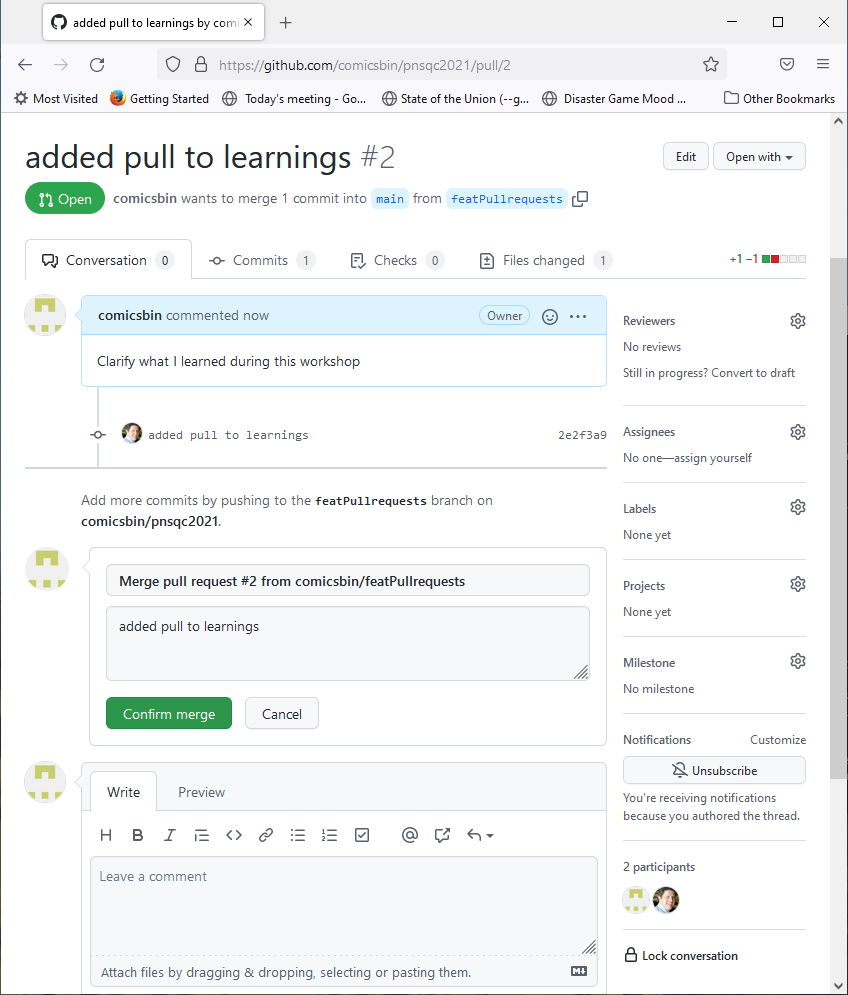 added pull to learnings by comi
https://github.com/comicsbin/pnsqc2021/pull/2
Most Visited Getting Started Today's meeting - Go... State of the Union (--g... Disaster Game Mood ... Other Bookmarks
added pull to learnings #2
Edit Open with
Open comicsbin wants to merge 1 commit into main from featPullrequests
Conversation 0 Commits 1 Checks 0 Files changed 1 +1 −1
comicsbin commented now Owner ...
Clarify what I learned during this workshop
added pull to learnings 2e2f3a9
Add more commits by pushing to the featPullrequests branch on
comicsbin/pnsqc2021.
Merge pull request #2 from comicsbin/featPullrequests
added pull to learnings
Confirm merge Cancel
Write Preview
H B I
Leave a comment
Attach files by dragging & dropping, selecting or pasting them.
Reviewers
No reviews
Still in progress? Convert to draft
Assignees
No one—assign yourself
Labels
None yet
Projects
None yet
Milestone
No milestone
Notifications Customize
Unsubscribe
You're receiving notifications
because you authored the thread.
2 participants
Lock conversation